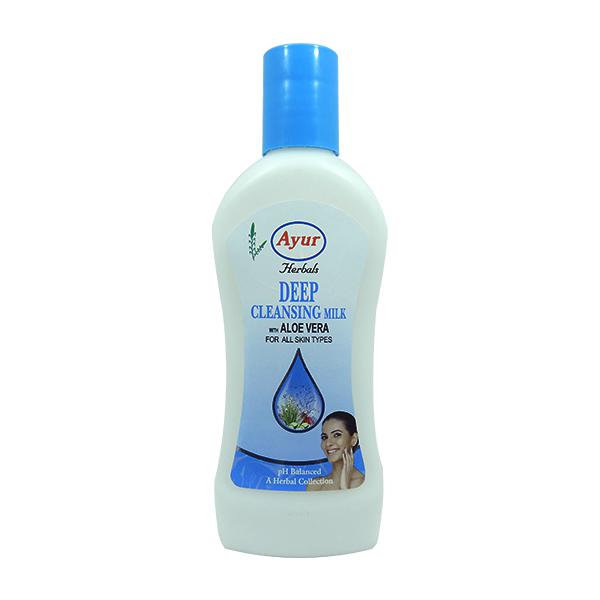 Ayur
Herbals
DEEP
CLEANSING MILK
WITH ALOE VERA
FOR ALL SKIN TYPES
pH Balanced
A Herbal Collection